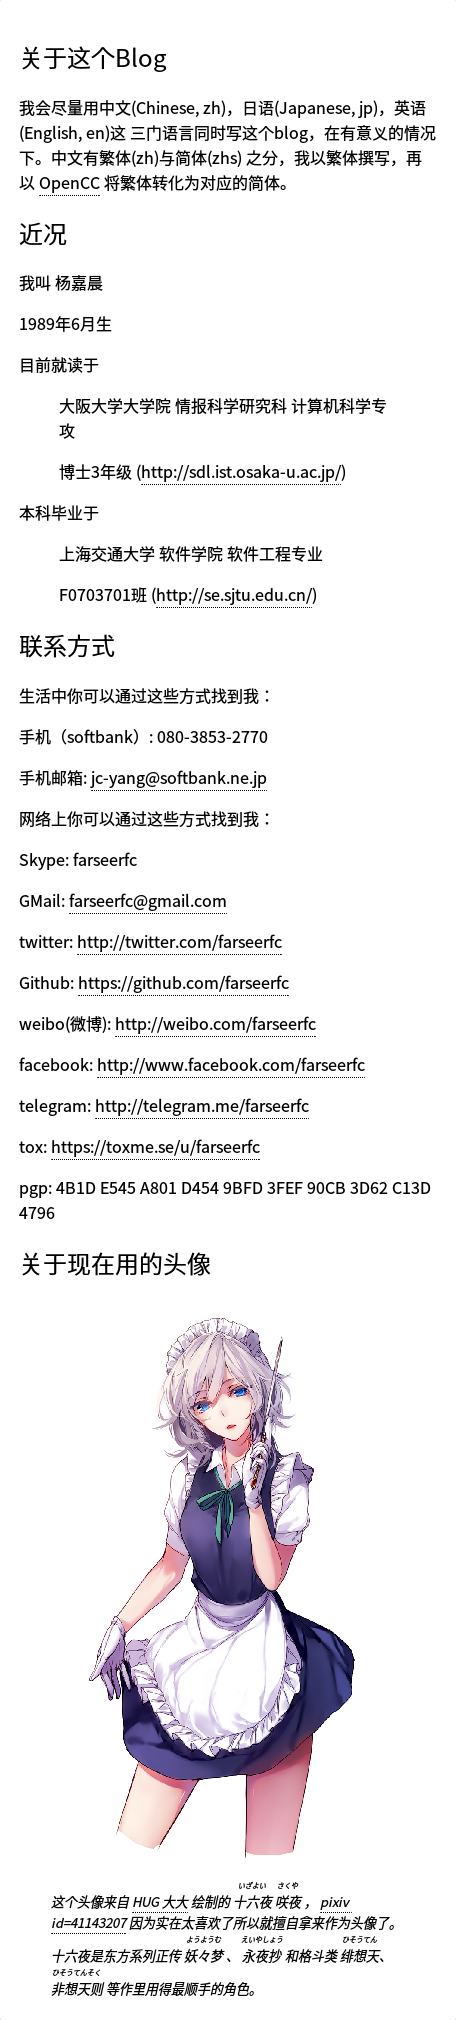 关于这个Blog
我会尽量用中文(Chinese, zh)，日语(Japanese, jp)，英语
(English, en)这 三门语言同时写这个blog，在有意义的情况
下。中文有繁体(zh)与简体(zhs) 之分，我以繁体撰写，再
以 OpenCC 将繁体转化为对应的简体。
近况
我叫 杨嘉晨
1989年6月生
目前就读于
大阪大学大学院 情报科学研究科 计算机科学专
攻
博士3年级 (http://sdl.ist.osaka-u.ac.jp/)
本科毕业于
上海交通大学 软件学院 软件工程专业
F0703701班 (http://se.sjtu.edu.cn/)
联系方式
生活中你可以通过这些方式找到我：
手机（softbank）: 080-3853-2770
手机邮箱: jc-yang@softbank.ne.jp
网络上你可以通过这些方式找到我：
Skype: farseerfc
GMail: farseerfc@gmail.com
twitter: http://twitter.com/farseerfc
Github: https://github.com/farseerfc
weibo(微博): http://weibo.com/farseerfc
facebook: http://www.facebook.com/farseerfc
telegram: http://telegram.me/farseerfc
tox: https://toxme.se/u/farseerfc
pgp: 4B1D E545 A801 D454 9BFD 3FEF 90CB 3D62 C13D
4796
关于现在用的头像
いざよい さくや
这个头像来自 HUG 大大 绘制的 十六夜 咲夜 ， pixiv
id=41143207 因为实在太喜欢了所以就擅自拿来作为头像了。
ようようむ えいやしょう ひそうてん
十六夜是东方系列正传 妖々梦 、 永夜抄 和格斗类 绯想天、
ひそうてんそく
非想天则 等作里用得最顺手的角色。